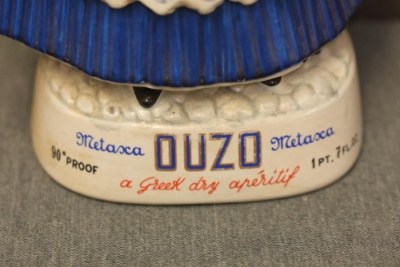 Metaxa OUZO Metaxa
90° PROOF
1 PT. 7 FL. OZ
a Greek dry apéritif